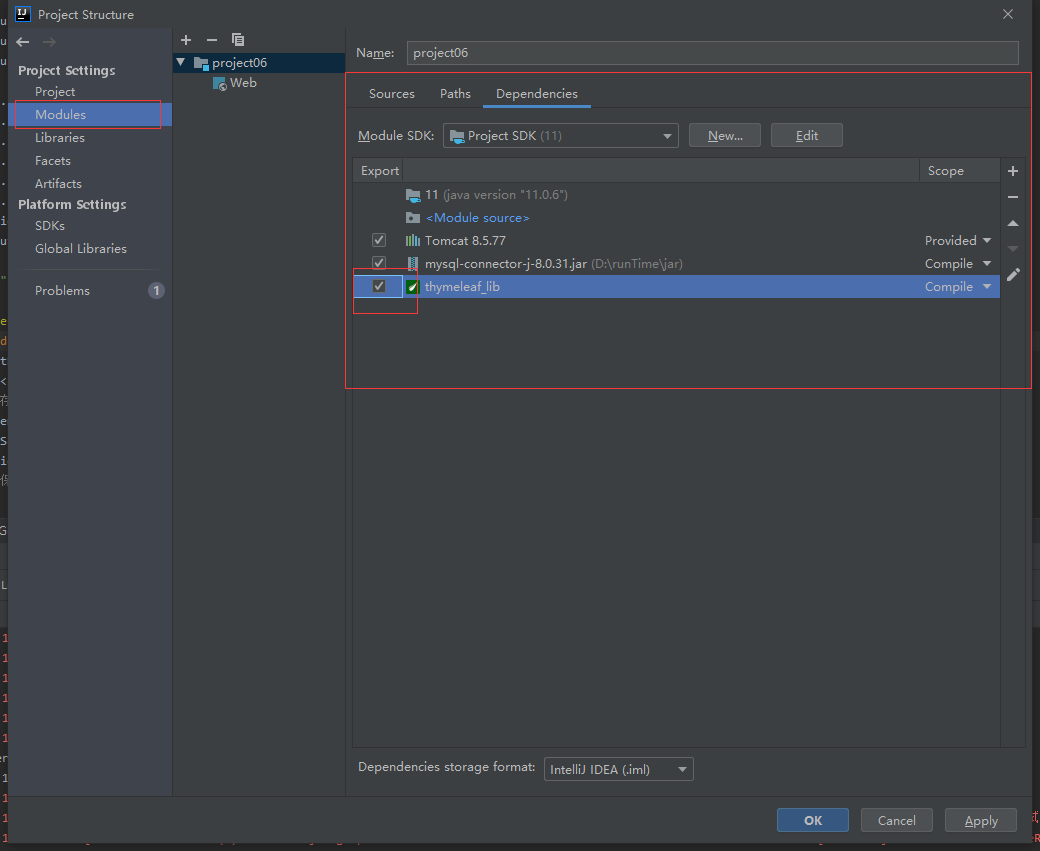 Project Structure
Project Settings
Project
Modules
Libraries
Facets
Artifacts
Platform Settings
SDKs
Global Libraries
Problems
1
project06
Web
Name:
project06
Sources
Paths
Dependencies
Module SDK:
Project SDK (11)
New...
Edit
Export
Scope
11 (java version "11.0.6")
<Module source>
Tomcat 8.5.77
Provided
mysql-connector-j-8.0.31.jar (D:\runTime\jar)
Compile
thymeleaf_lib
Compile
Dependencies storage format:
IntelliJ IDEA (.iml)
OK
Cancel
Apply